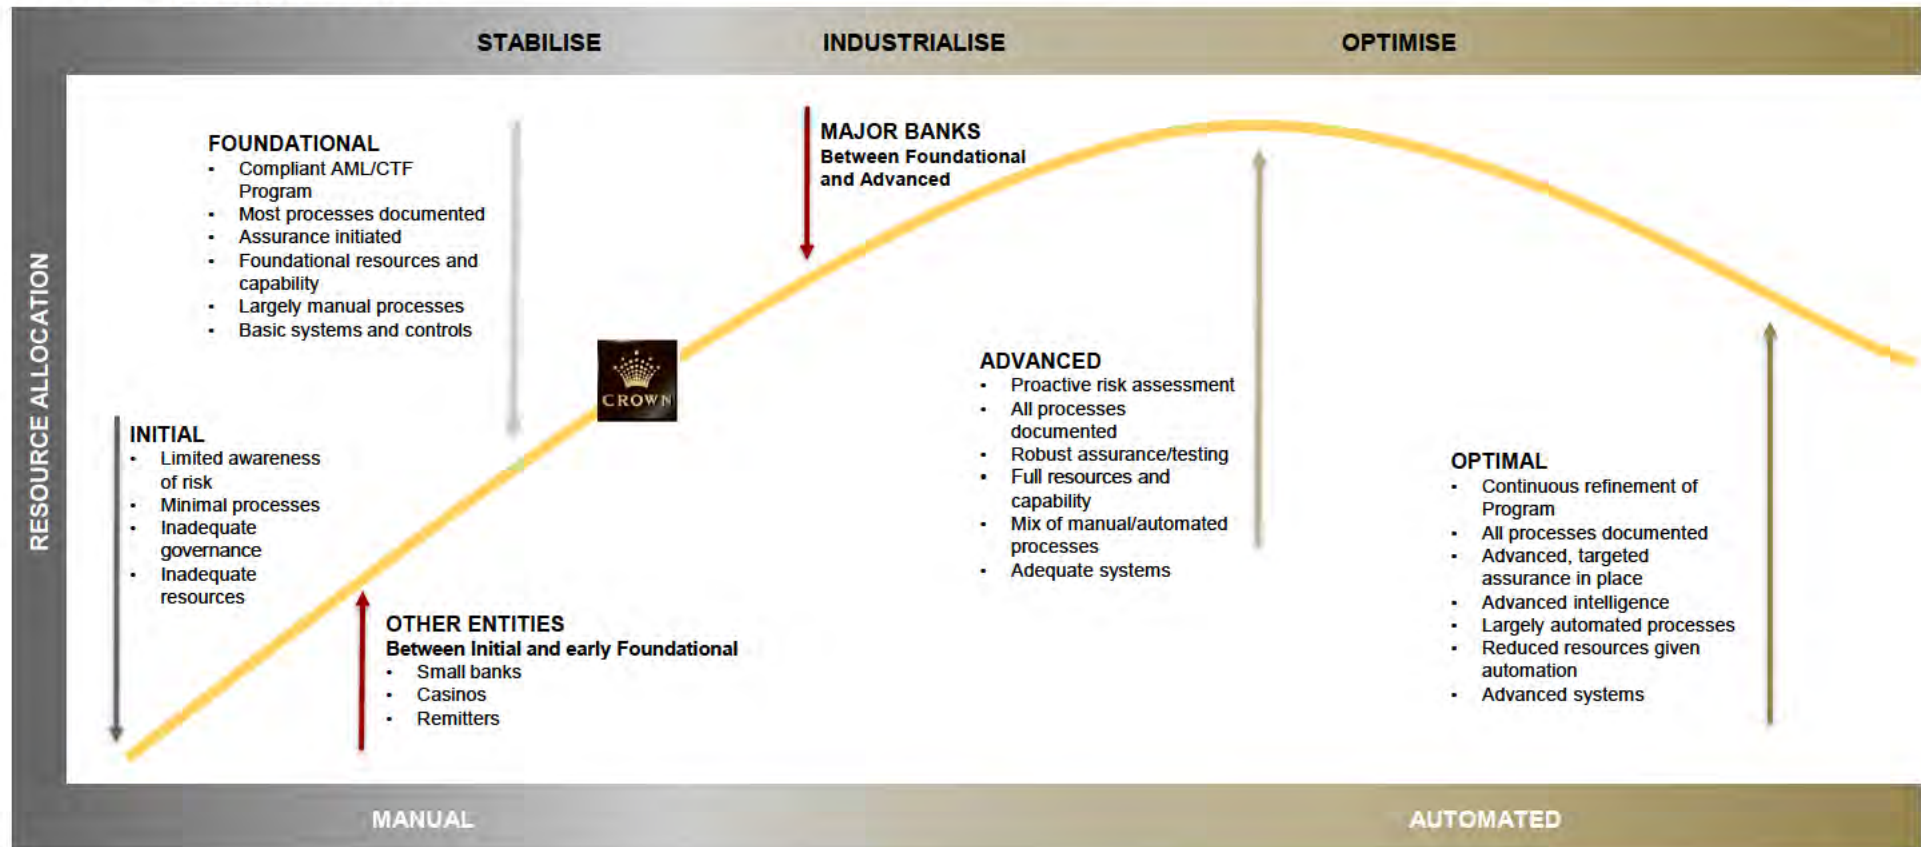 STABILISE
INDUSTRIALISE
OPTIMISE
RESOURCE ALLOCATION
FOUNDATIONAL
• Compliant AML/CTF
Program
• Most processes documented
• Assurance initiated
• Foundational resources and
capability
• Largely manual processes
• Basic systems and controls
MAJOR BANKS
Between Foundational
and Advanced
CROWN
INITIAL
• Limited awareness
of risk
• Minimal processes
• Inadequate
governance
• Inadequate
resources
OTHER ENTITIES
Between Initial and early Foundational
• Small banks
• Casinos
• Remitters
ADVANCED
• Proactive risk assessment
• All processes
documented
• Robust assurance/testing
• Full resources and
capability
• Mix of manual/automated
processes
• Adequate systems
OPTIMAL
• Continuous refinement of
Program
• All processes documented
• Advanced, targeted
assurance in place
• Advanced intelligence
• Largely automated processes
• Reduced resources given
automation
• Advanced systems
MANUAL
AUTOMATED